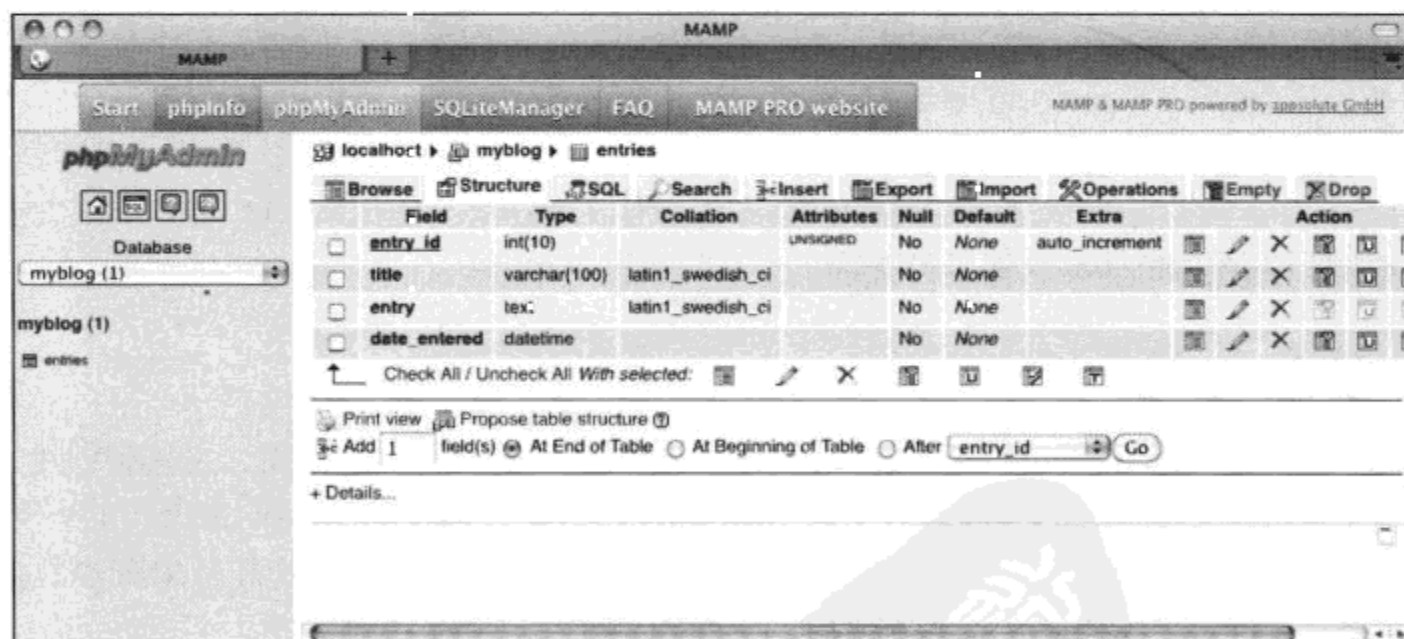 MAMP
MAMP +
Start phpInfo phpMyAdmin SQLiteManager FAQ MAMP PRO website MAMP & MAMP PRO powered by appsolute GmbH
phpMyAdmin
Database
myblog (1)
myblog (1)
entries
localhost ▸ myblog ▸ entries
Browse Structure SQL Search Insert Export Import Operations Empty Drop
Field Type Collation Attributes Null Default Extra Action
entry_id int(10) UNSIGNED No None auto_increment
title varchar(100) latin1_swedish_ci No None
entry text latin1_swedish_ci No None
date_entered datetime No None
Check All / Uncheck All With selected:
Print view Propose table structure
Add 1 field(s) At End of Table At Beginning of Table After entry_id Go
+ Details...